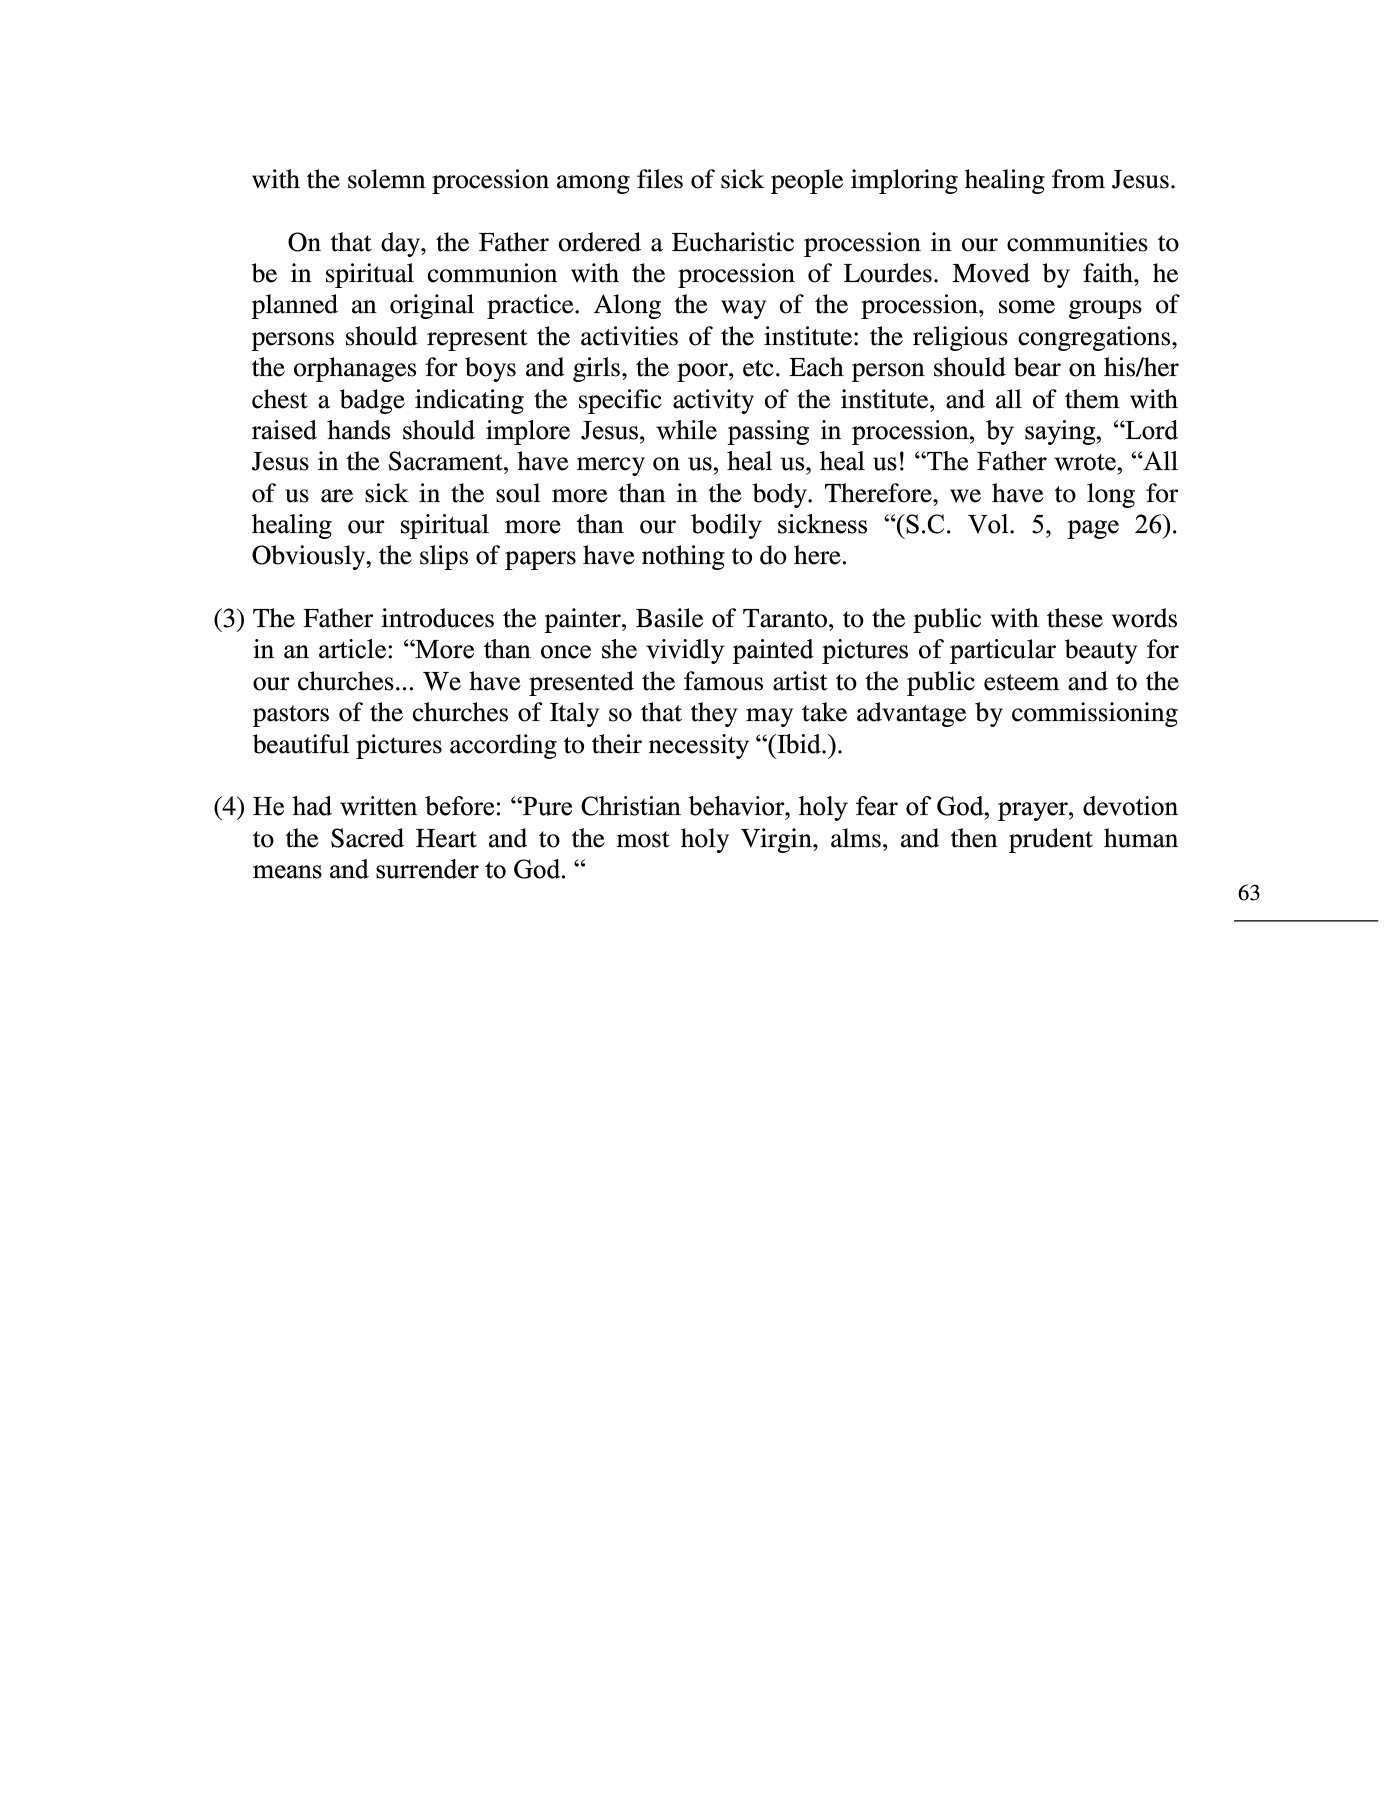 with the solemn procession among files of sick people imploring healing from Jesus.
On that day, the Father ordered a Eucharistic procession in our communities to
be in spiritual communion with the procession of Lourdes. Moved by faith, he
planned an original practice. Along the way of the procession, some groups of
persons should represent the activities of the institute: the religious congregations,
the orphanages for boys and girls, the poor, etc. Each person should bear on his/her
chest a badge indicating the specific activity of the institute, and all of them with
raised hands should implore Jesus, while passing in procession, by saying, “Lord
Jesus in the Sacrament, have mercy on us, heal us, heal us! “The Father wrote, “All
of us are sick in the soul more than in the body. Therefore, we have to long for
healing our spiritual more than our bodily sickness “(S.C. Vol. 5, page 26).
Obviously, the slips of papers have nothing to do here.
(3) The Father introduces the painter, Basile of Taranto, to the public with these words
in an article: “More than once she vividly painted pictures of particular beauty for
our churches... We have presented the famous artist to the public esteem and to the
pastors of the churches of Italy so that they may take advantage by commissioning
beautiful pictures according to their necessity “(Ibid.).
(4) He had written before: “Pure Christian behavior, holy fear of God, prayer, devotion
to the Sacred Heart and to the most holy Virgin, alms, and then prudent human
means and surrender to God. “
63